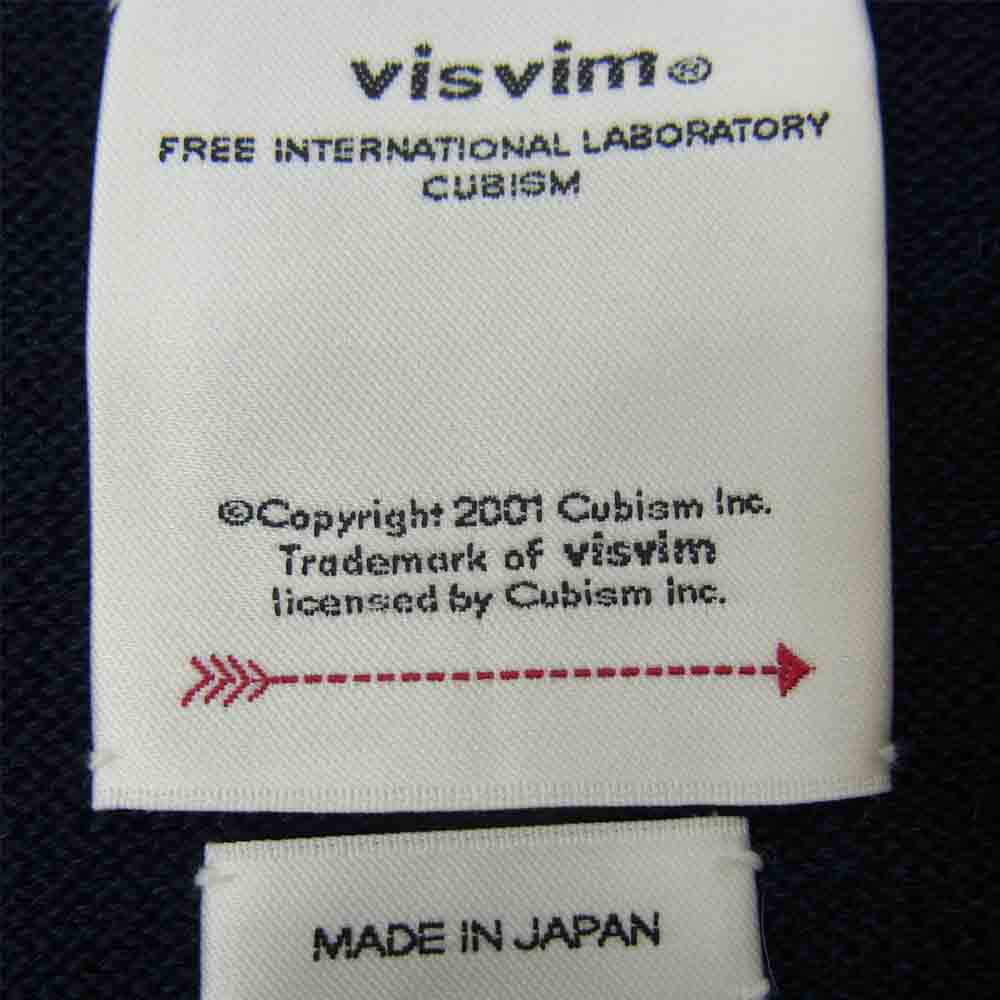 visvim®
FREE INTERNATIONAL LABORATORY
CUBISM
©Copyright 2001 Cubism Inc.
Trademark of visvim
licensed by Cubism Inc.
MADE IN JAPAN